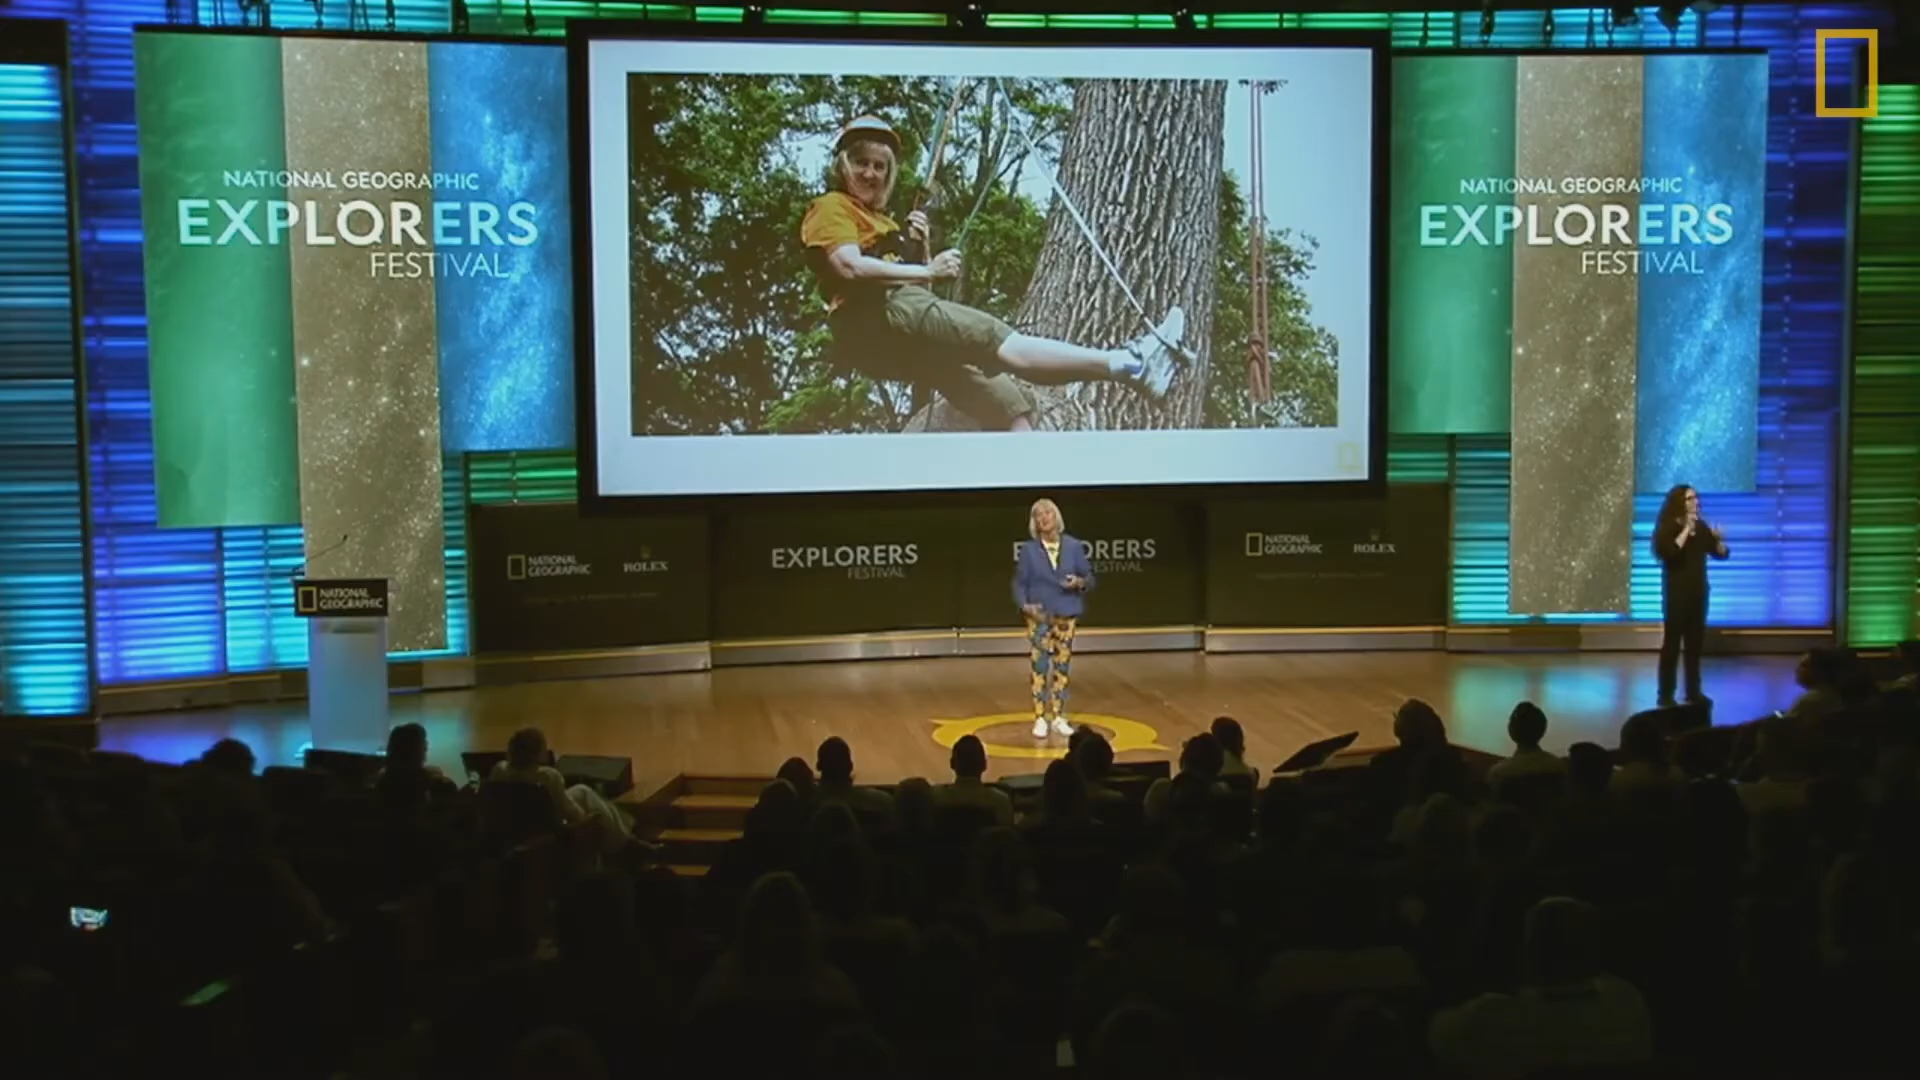 NATIONAL GEOGRAPHIC
EXPLORERS
FESTIVAL
NATIONAL GEOGRAPHIC
EXPLORERS
FESTIVAL
NATIONAL
GEOGRAPHIC
ROLEX
EXPLORERS
FESTIVAL
E ORERS
FESTIVAL
NATIONAL
GEOGRAPHIC
ROLEX
NATIONAL
GEOGRAPHIC